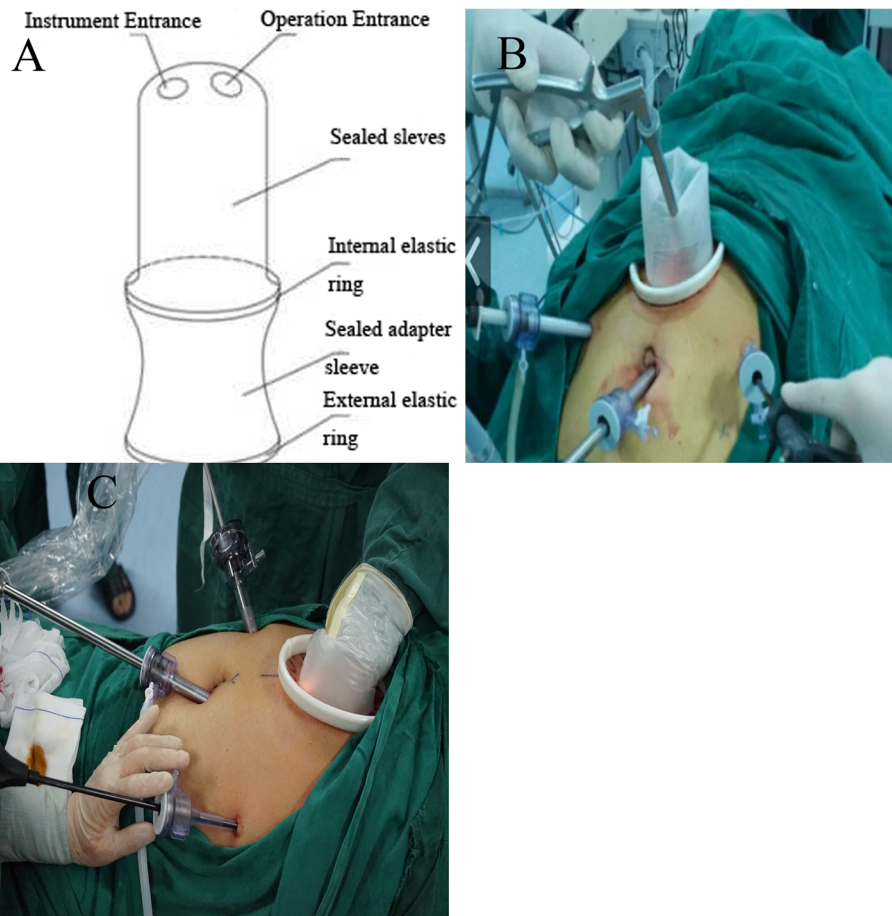 Instrument Entrance
Operation Entrance
A
Sealed sleves
Internal elastic
ring
Sealed adapter
sleeve
External elastic
ring
B
C